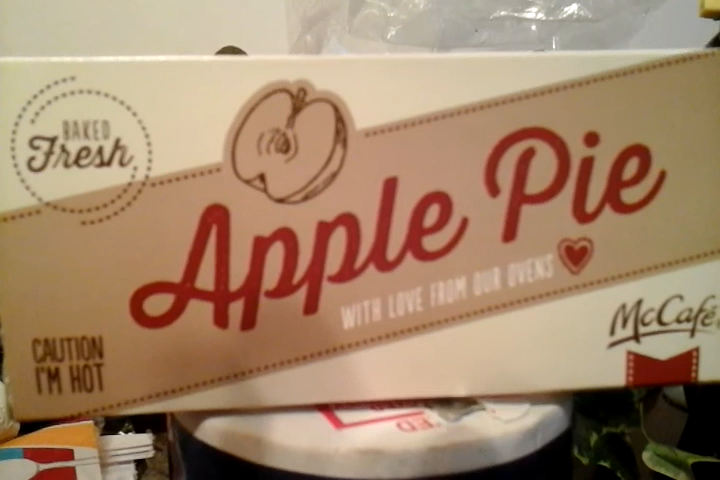 BAKED
Fresh
Apple Pie
WITH LOVE FROM OUR OVENS
CAUTION
I'M HOT
McCafé